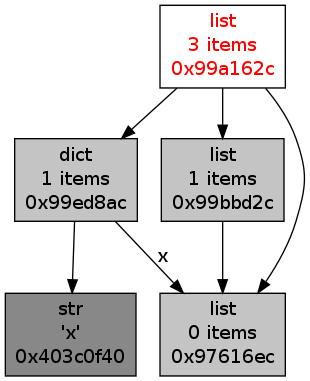 list
3 items
0x99a162c
dict
1 items
0x99ed8ac
list
1 items
0x99bbd2c
x
str
'x'
0x403c0f40
list
0 items
0x97616ec